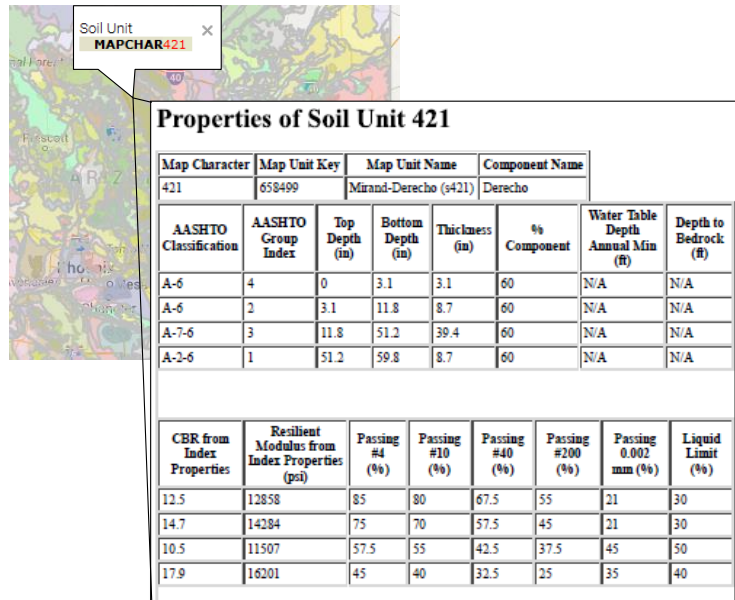 Soil Unit
MAPCHAR421
40
Prescott
Properties of Soil Unit 421
Map Character Map Unit Key Map Unit Name Component Name
421 658499 Mirand-Derecho (s421) Derecho
AASHTO Classification AASHTO Group Index Top Depth (in) Bottom Depth (in) Thickness (in) % Component Water Table Depth Annual Min (ft) Depth to Bedrock (ft)
A-6 4 0 3.1 3.1 60 N/A N/A
A-6 2 3.1 11.8 8.7 60 N/A N/A
A-7-6 3 11.8 51.2 39.4 60 N/A N/A
A-2-6 1 51.2 59.8 8.7 60 N/A N/A
CBR from Index Properties Resilient Modulus from Index Properties (psi) Passing #4 (%) Passing #10 (%) Passing #40 (%) Passing #200 (%) Passing 0.002 mm (%) Liquid Limit (%)
12.5 12858 85 80 67.5 55 21 30
14.7 14284 75 70 57.5 45 21 30
10.5 11507 57.5 55 42.5 37.5 45 50
17.9 16201 45 40 32.5 25 35 40